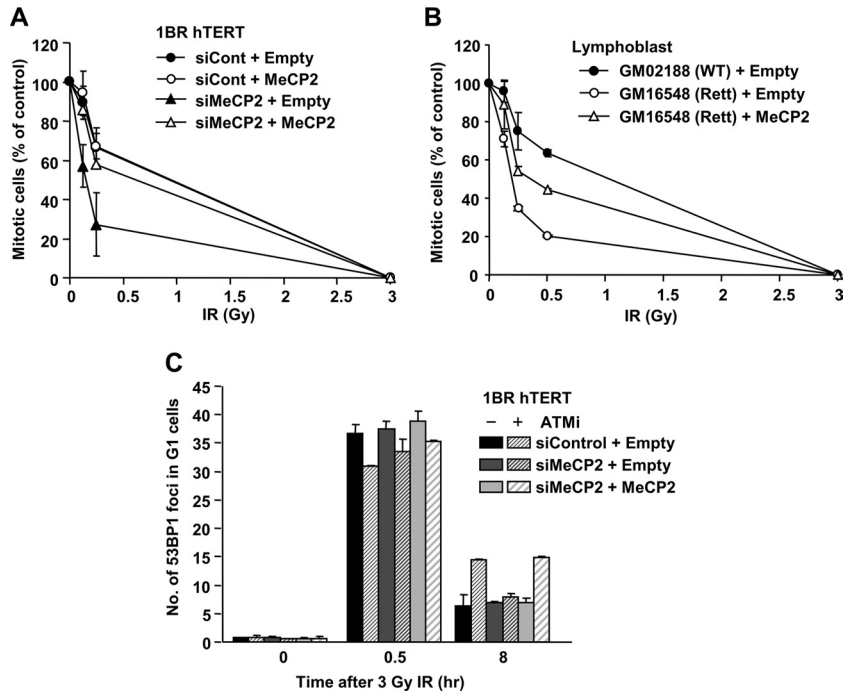 A
1BR hTERT
siCont + Empty
siCont + MeCP2
siMeCP2 + Empty
siMeCP2 + MeCP2
Mitotic cells (% of control)
120
100
80
60
40
20
0
0 0.5 1 1.5 2 2.5 3
IR (Gy)
B
Lymphoblast
GM02188 (WT) + Empty
GM16548 (Rett) + Empty
GM16548 (Rett) + MeCP2
Mitotic cells (% of control)
120
100
80
60
40
20
0
0 0.5 1 1.5 2 2.5 3
IR (Gy)
C
1BR hTERT
− + ATMi
siControl + Empty
siMeCP2 + Empty
siMeCP2 + MeCP2
No. of 53BP1 foci in G1 cells
45
40
35
30
25
20
15
10
5
0
0 0.5 8
Time after 3 Gy IR (hr)